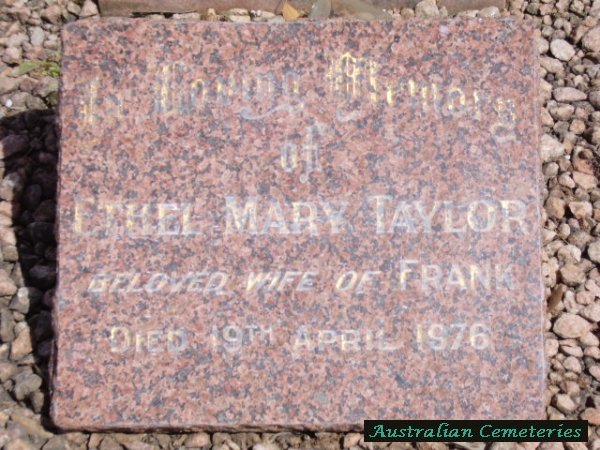 In Loving Memory
of
ETHEL MARY TAYLOR
BELOVED WIFE OF FRANK
DIED 19TH APRIL 1976
Australian Cemeteries